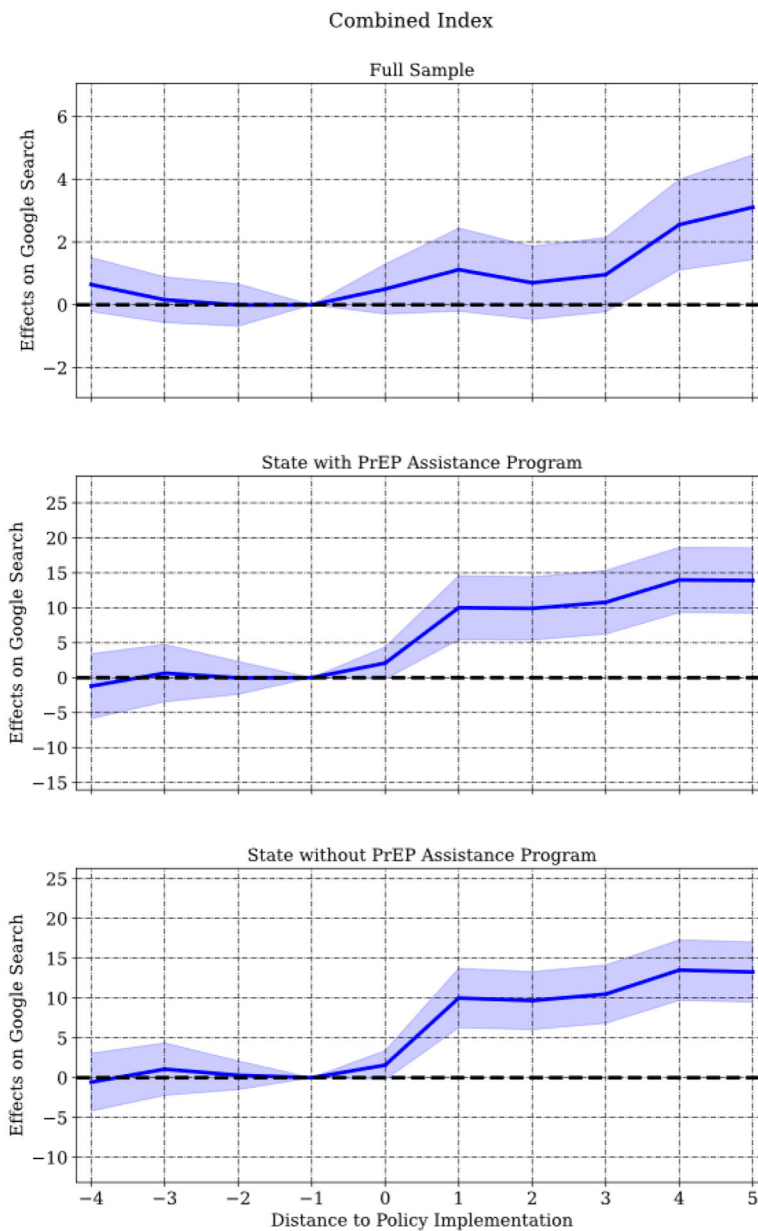 Combined Index
Full Sample
Effects on Google Search
6
4
2
0
−2
State with PrEP Assistance Program
Effects on Google Search
25
20
15
10
5
0
−5
−10
−15
State without PrEP Assistance Program
Effects on Google Search
25
20
15
10
5
0
−5
−10
−4 −3 −2 −1 0 1 2 3 4 5
Distance to Policy Implementation